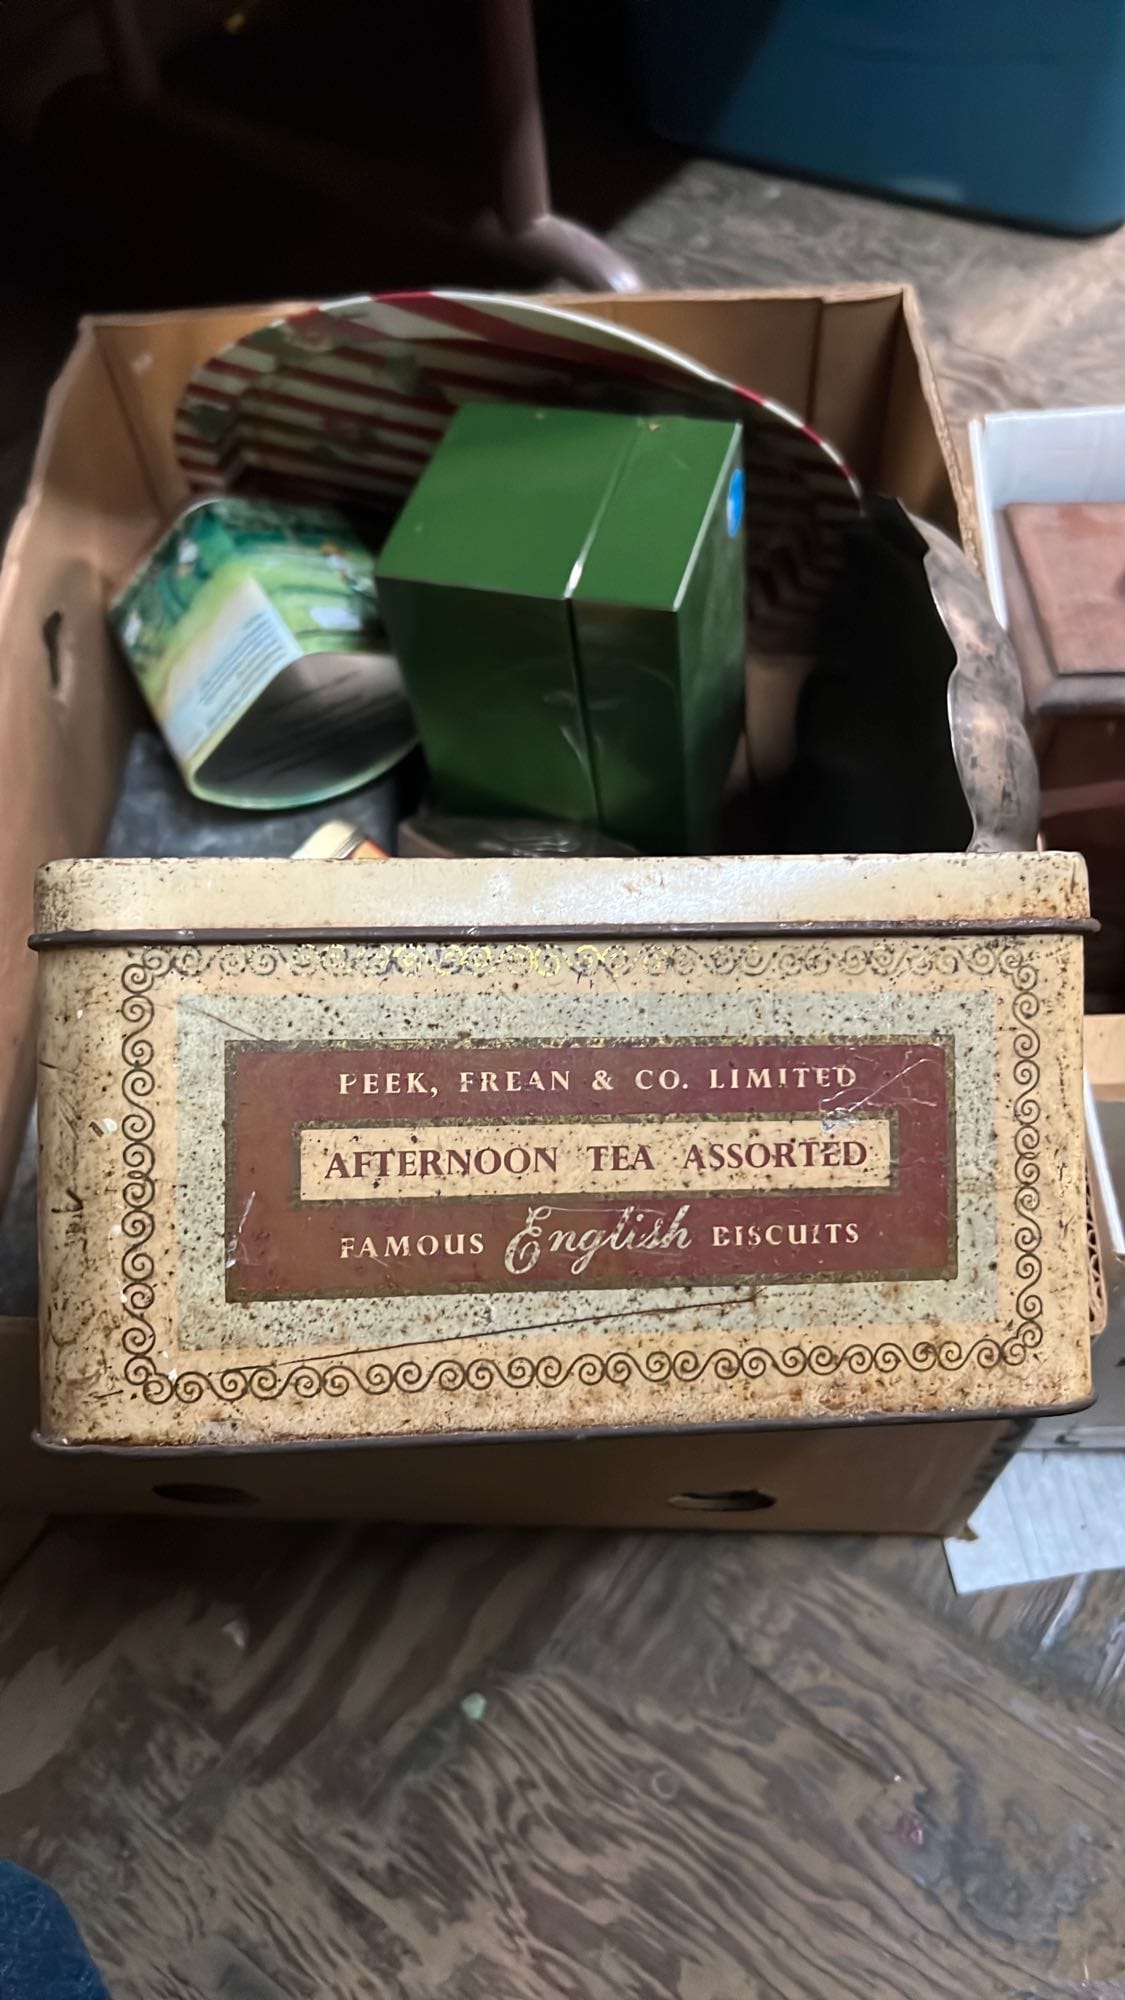 PEEK, FREAN & CO. LIMITED
AFTERNOON TEA ASSORTED
FAMOUS English BISCUITS